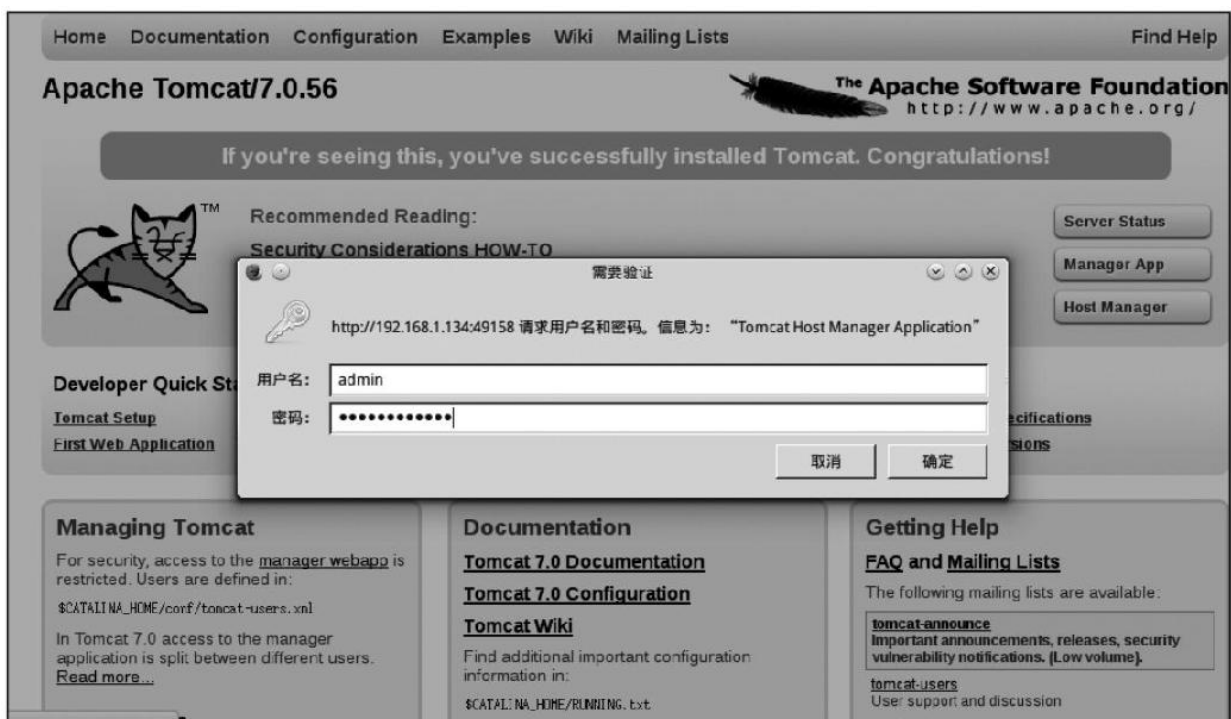 Home Documentation Configuration Examples Wiki Mailing Lists Find Help
Apache Tomcat/7.0.56
The Apache Software Foundation
http://www.apache.org/
If you're seeing this, you've successfully installed Tomcat. Congratulations!
TM
Recommended Reading:
Security Considerations HOW-TO
Server Status
Manager App
Host Manager
需要验证
http://192.168.1.134:49158 请求用户名和密码。信息为： “Tomcat Host Manager Application”
用户名： admin
密码： ●●●●●●●●●●●●
取消 确定
Developer Quick
Tomcat Setup
First Web Application
Managing Tomcat
For security, access to the manager webapp is
restricted. Users are defined in:
$CATALINA_HOME/conf/tomcat-users.xml
In Tomcat 7.0 access to the manager
application is split between different users.
Read more...
Documentation
Tomcat 7.0 Documentation
Tomcat 7.0 Configuration
Tomcat Wiki
Find additional important configuration
information in:
$CATALINA_HOME/RUNNING.txt
Getting Help
FAQ and Mailing Lists
The following mailing lists are available:
tomcat-announce
Important announcements, releases, security
vulnerability notifications. (Low volume).
tomcat-users
User support and discussion